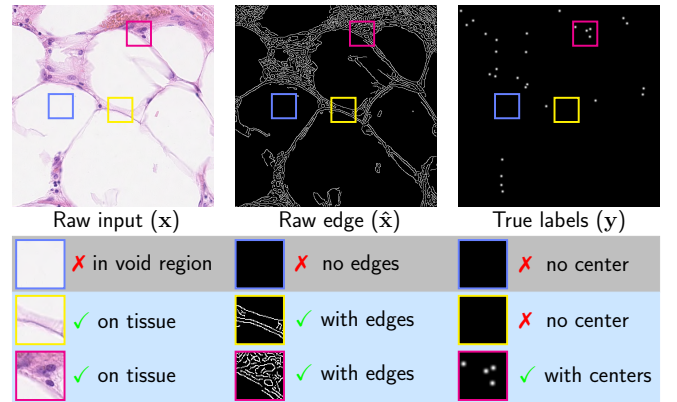 Raw input (x) Raw edge (x̂) True labels (y)
✗ in void region ✗ no edges ✗ no center
✓ on tissue ✓ with edges ✗ no center
✓ on tissue ✓ with edges ✓ with centers